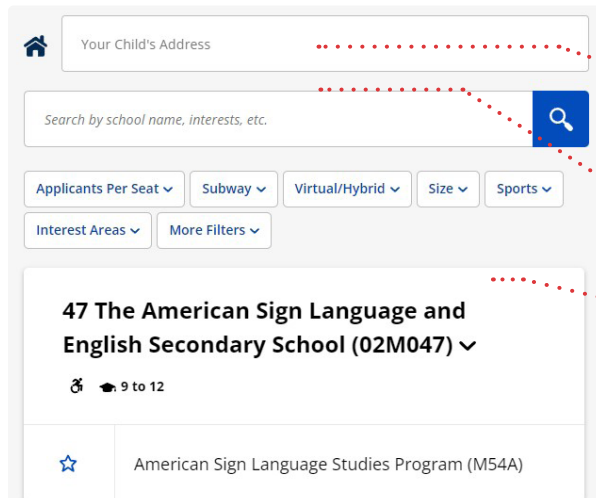 Your Child's Address
Search by school name, interests, etc.
Applicants Per Seat Subway Virtual/Hybrid Size Sports
Interest Areas More Filters
47 The American Sign Language and
English Secondary School (02M047)
9 to 12
American Sign Language Studies Program (M54A)